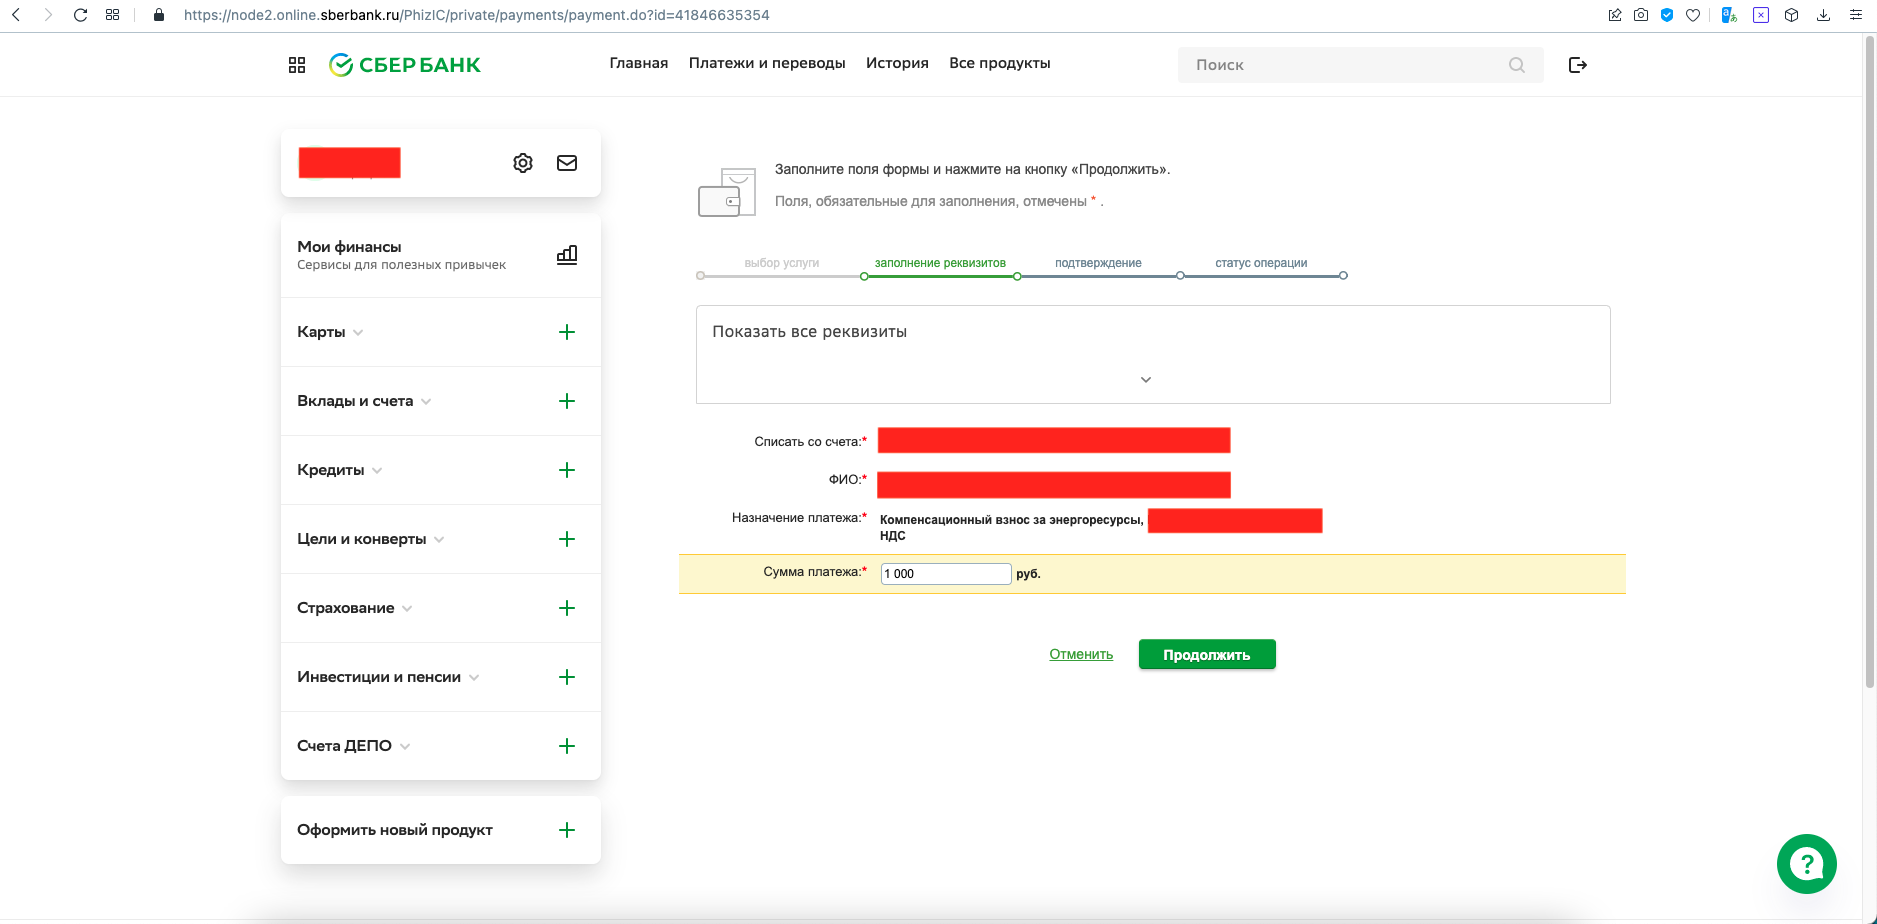 https://node2.online.sberbank.ru/PhizIC/private/payments/payment.do?id=41846635354
СБЕР БАНК
Главная
Платежи и переводы
История
Все продукты
Поиск
Мои финансы
Сервисы для полезных привычек
Карты
Вклады и счета
Кредиты
Цели и конверты
Страхование
Инвестиции и пенсии
Счета ДЕПО
Оформить новый продукт
Заполните поля формы и нажмите на кнопку «Продолжить».
Поля, обязательные для заполнения, отмечены * .
выбор услуги
заполнение реквизитов
подтверждение
статус операции
Показать все реквизиты
Списать со счета:*
ФИО:*
Назначение платежа:* Компенсационный взнос за энергоресурсы,
НДС
Сумма платежа:* 1 000 руб.
Отменить
Продолжить
?